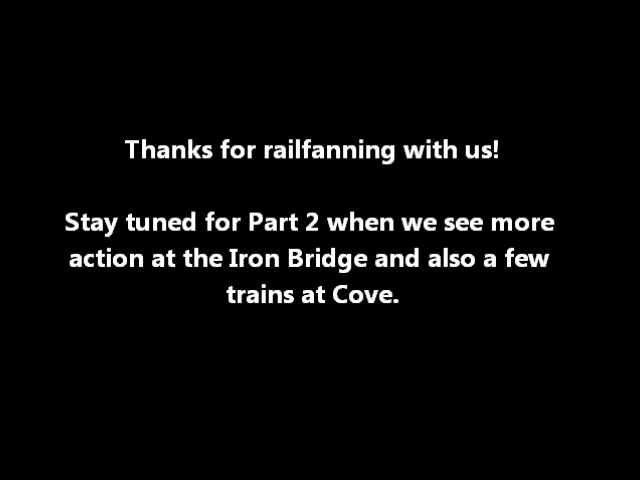 Thanks for railfanning with us!
Stay tuned for Part 2 when we see more
action at the Iron Bridge and also a few
trains at Cove.